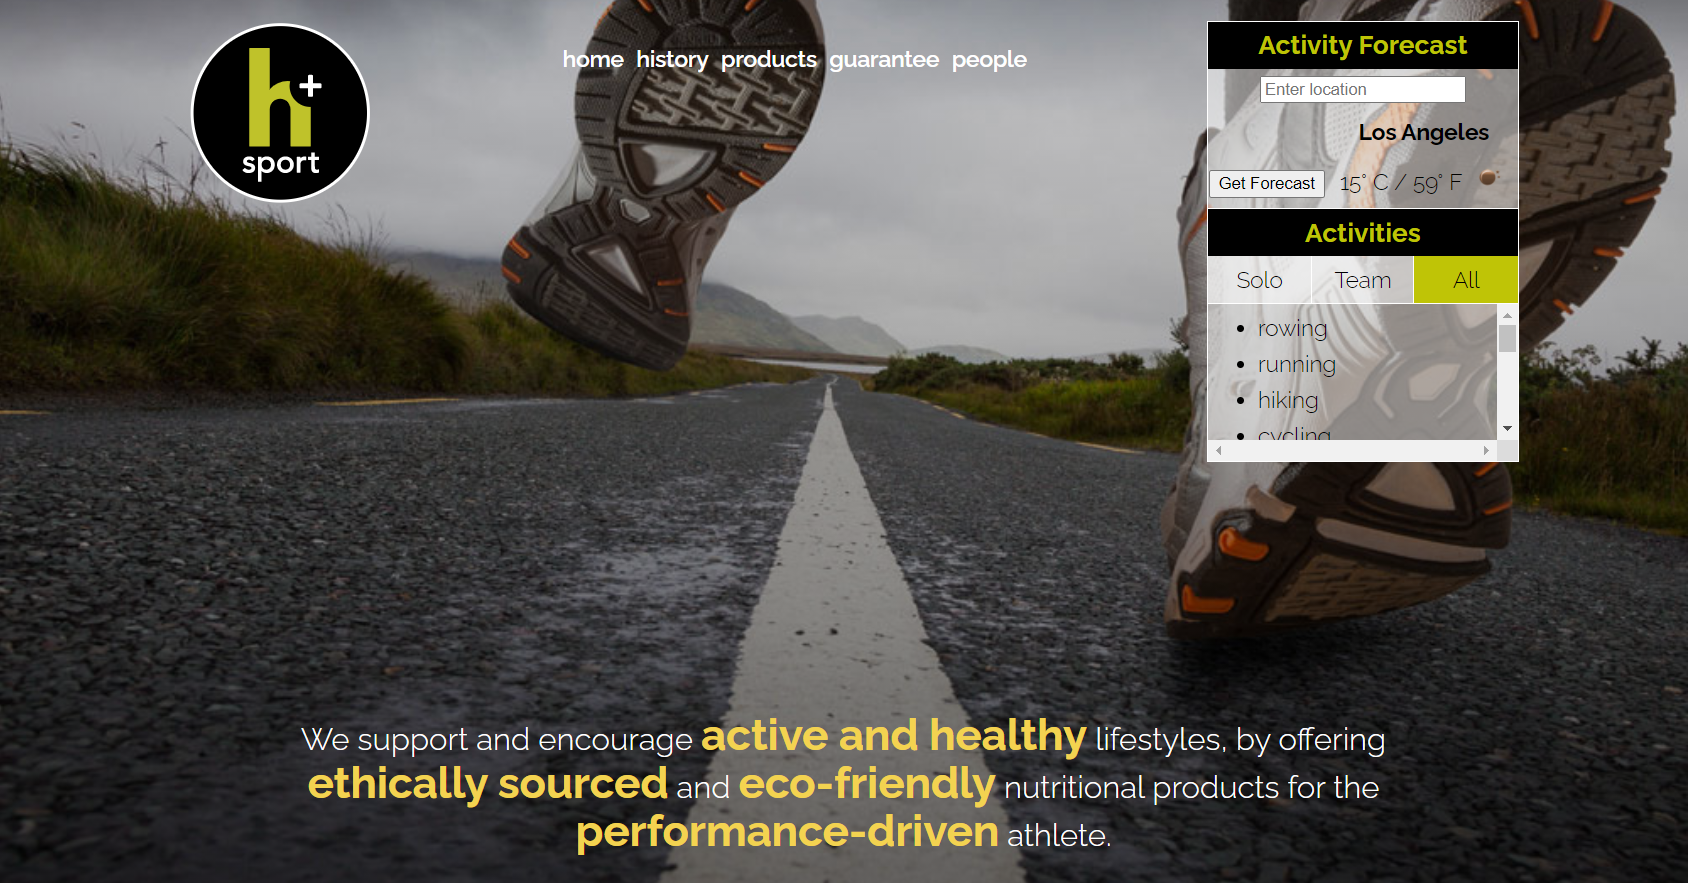 h+
sport
home history products guarantee people
Activity Forecast
Enter location
Los Angeles
Get Forecast 15° C / 59° F
Activities
Solo Team All
rowing
running
hiking
cycling
We support and encourage active and healthy lifestyles, by offering
ethically sourced and eco-friendly nutritional products for the
performance-driven athlete.